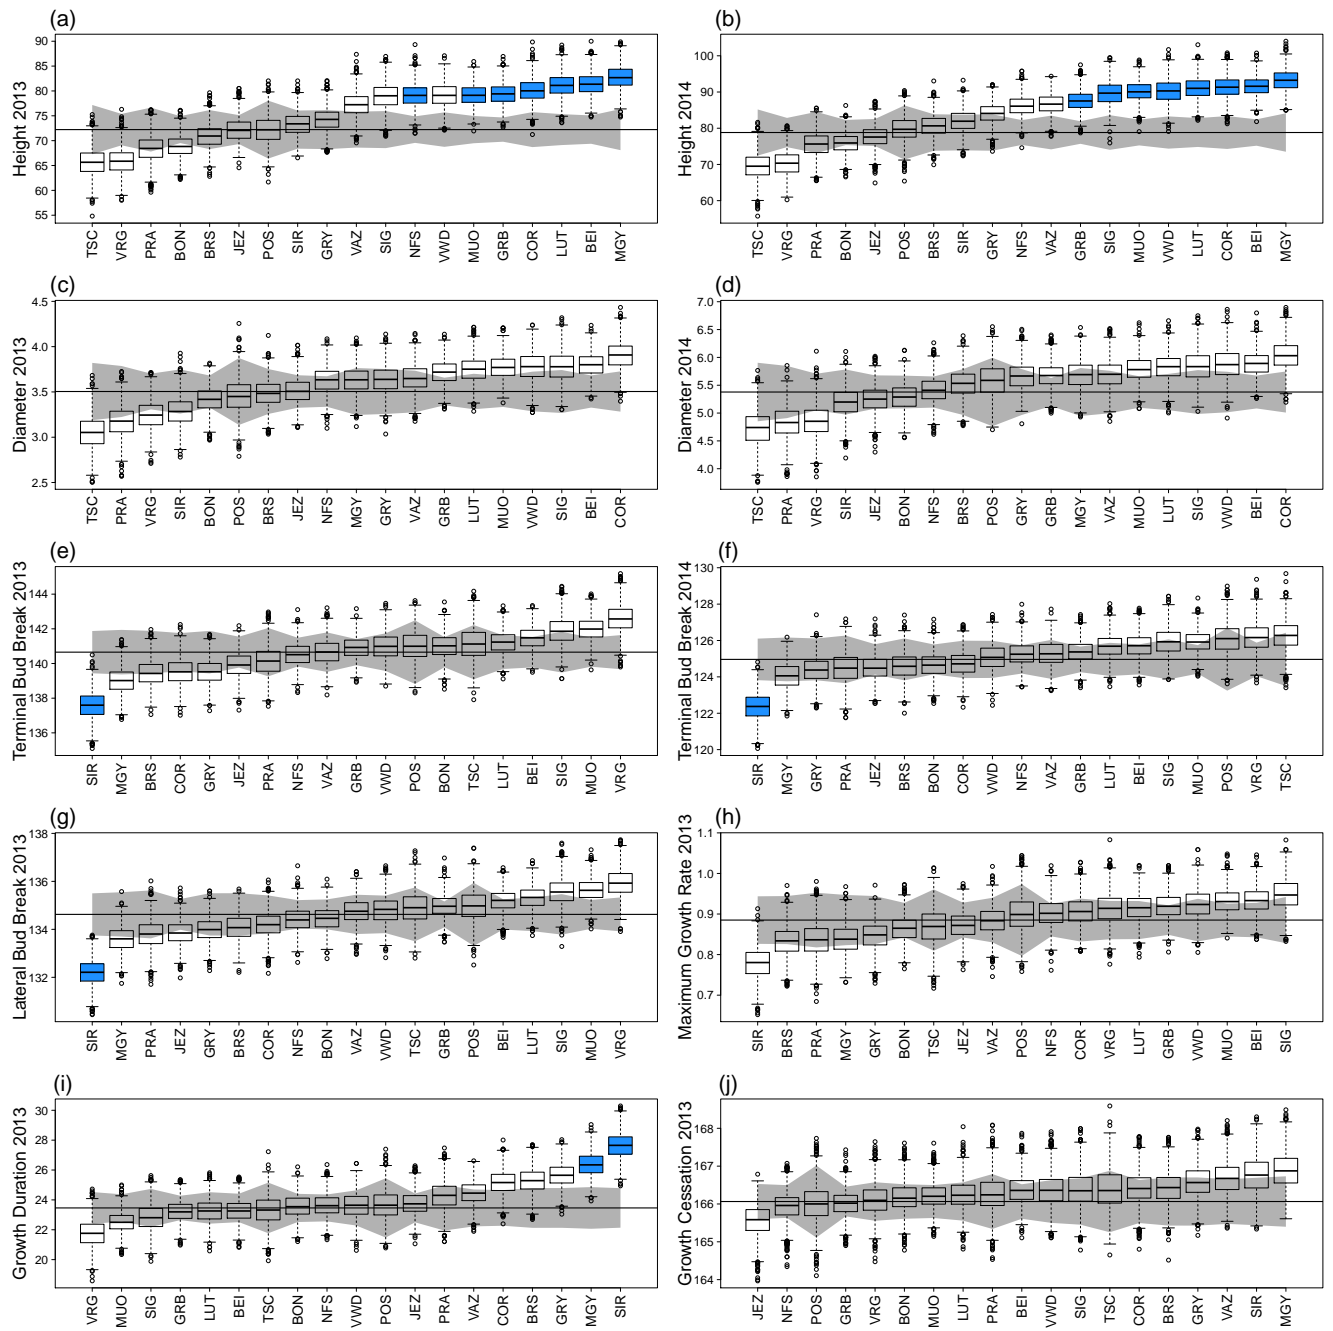 (a)
Height 2013
90
85
80
75
70
65
60
55
TSC VRG PRA BON BRS JEZ POS SIR GRY VAZ SIG NFS VWD MUO GRB COR LUT BEI MGY
(b)
Height 2014
100
90
80
70
60
TSC VRG PRA BON JEZ POS BRS SIR GRY NFS VAZ GRB SIG MUO VWD LUT COR BEI MGY
(c)
Diameter 2013
4.5
4.0
3.5
3.0
2.5
TSC PRA VRG SIR BON POS BRS JEZ NFS MGY GRY VAZ GRB LUT MUO VWD SIG BEI COR
(d)
Diameter 2014
7.0
6.0
5.5
5.0
4.5
4.0
TSC PRA VRG SIR JEZ BON NFS BRS POS GRY GRB MGY VAZ MUO LUT SIG VWD BEI COR
(e)
Terminal Bud Break 2013
144
142
140
138
136
SIR MGY BRS COR GRY JEZ PRA NFS VAZ GRB VWD POS BON TSC LUT BEI SIG MUO VRG
(f)
Terminal Bud Break 2014
130
128
126
124
122
120
SIR MGY GRY PRA JEZ BRS BON COR VWD NFS VAZ GRB LUT BEI SIG MUO POS VRG TSC
(g)
Lateral Bud Break 2013
138
136
134
132
SIR MGY PRA JEZ GRY BRS COR NFS BON VAZ VWD TSC GRB POS BEI LUT SIG MUO VRG
(h)
Maximum Growth Rate 2013
1.1
1.0
0.9
0.8
0.7
SIR BRS PRA MGY GRY BON TSC JEZ VAZ POS NFS COR VRG LUT GRB VWD MUO BEI SIG
(i)
Growth Duration 2013
30
28
26
24
22
20
VRG MUO SIG GRB LUT BEI TSC BON NFS VWD POS JEZ PRA VAZ COR BRS GRY MGY SIR
(j)
Growth Cessation 2013
168
167
166
165
164
JEZ NFS POS GRB VRG BON MUO LUT PRA BEI VWD SIG TSC COR BRS GRY VAZ SIR MGY